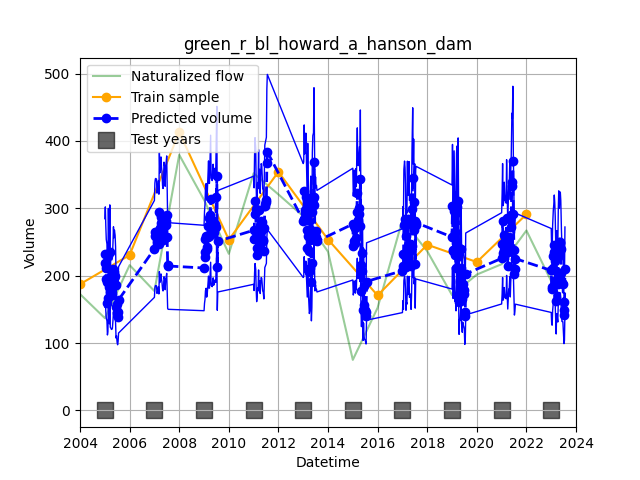 green_r_bl_howard_a_hanson_dam
Naturalized flow
Train sample
Predicted volume
Test years
Volume
500
400
300
200
100
0
2004 2006 2008 2010 2012 2014 2016 2018 2020 2022 2024
Datetime